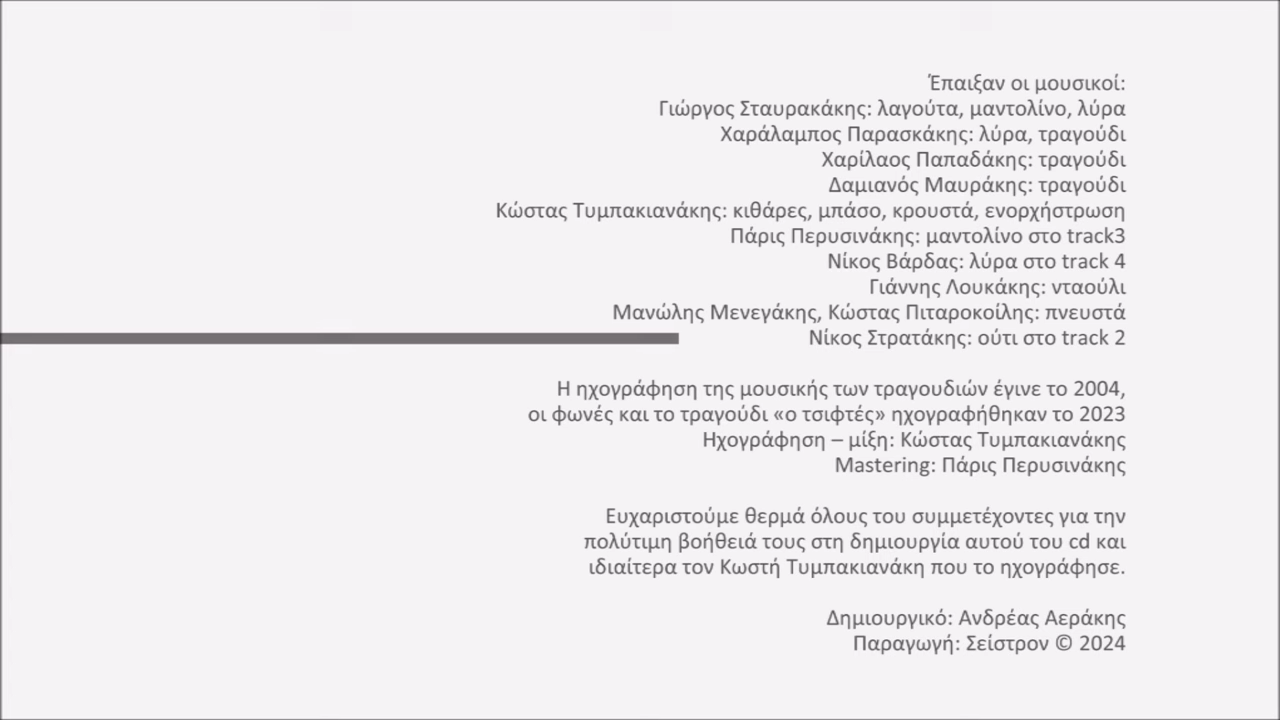 Έπαιξαν οι μουσικοί:
Γιώργος Σταυρακάκης: λαγούτα, μαντολίνο, λύρα
Χαράλαμπος Παρασκάκης: λύρα, τραγούδι
Χαρίλαος Παπαδάκης: τραγούδι
Δαμιανός Μαυράκης: τραγούδι
Κώστας Τυμπακιανάκης: κιθάρες, μπάσο, κρουστά, ενορχήστρωση
Πάρις Περυσινάκης: μαντολίνο στο track3
Νίκος Βάρδας: λύρα στο track 4
Γιάννης Λουκάκης: νταούλι
Μανώλης Μενεγάκης, Κώστας Πιταροκοίλης: πνευστά
Νίκος Στρατάκης: ούτι στο track 2
Η ηχογράφηση της μουσικής των τραγουδιών έγινε το 2004,
οι φωνές και το τραγούδι «ο τσιφτές» ηχογραφήθηκαν το 2023
Ηχογράφηση – μίξη: Κώστας Τυμπακιανάκης
Mastering: Πάρις Περυσινάκης
Ευχαριστούμε θερμά όλους του συμμετέχοντες για την
πολύτιμη βοήθειά τους στη δημιουργία αυτού του cd και
ιδιαίτερα τον Κωστή Τυμπακιανάκη που το ηχογράφησε.
Δημιουργικό: Ανδρέας Αεράκης
Παραγωγή: Σείστρον © 2024